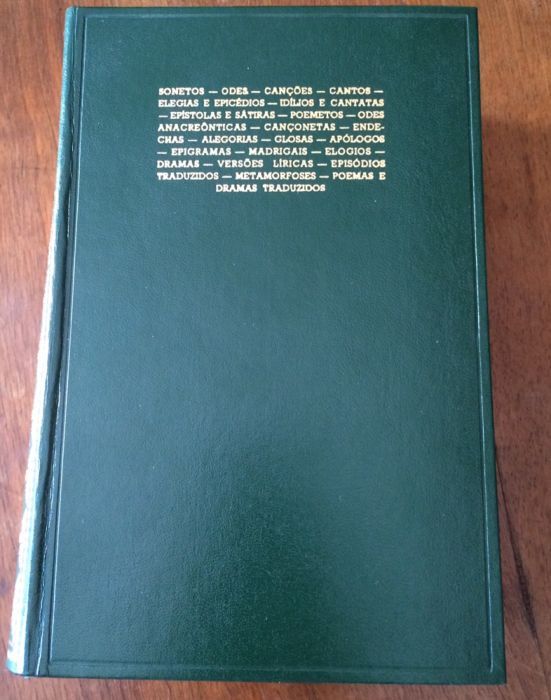 SONETOS — ODES — CANÇÕES — CANTOS —
ELEGIAS E EPICÉDIOS — IDÍLIOS E CANTATAS
— EPÍSTOLAS E SÁTIRAS — POEMETOS — ODES
ANACREÔNTICAS — CANÇONETAS — ENDE-
CHAS — ALEGORIAS — GLOSAS — APÓLOGOS
— EPIGRAMAS — MADRIGAIS — ELOGIOS —
DRAMAS — VERSÕES LÍRICAS — EPISÓDIOS
TRADUZIDOS — METAMORFOSES — POEMAS E
DRAMAS TRADUZIDOS